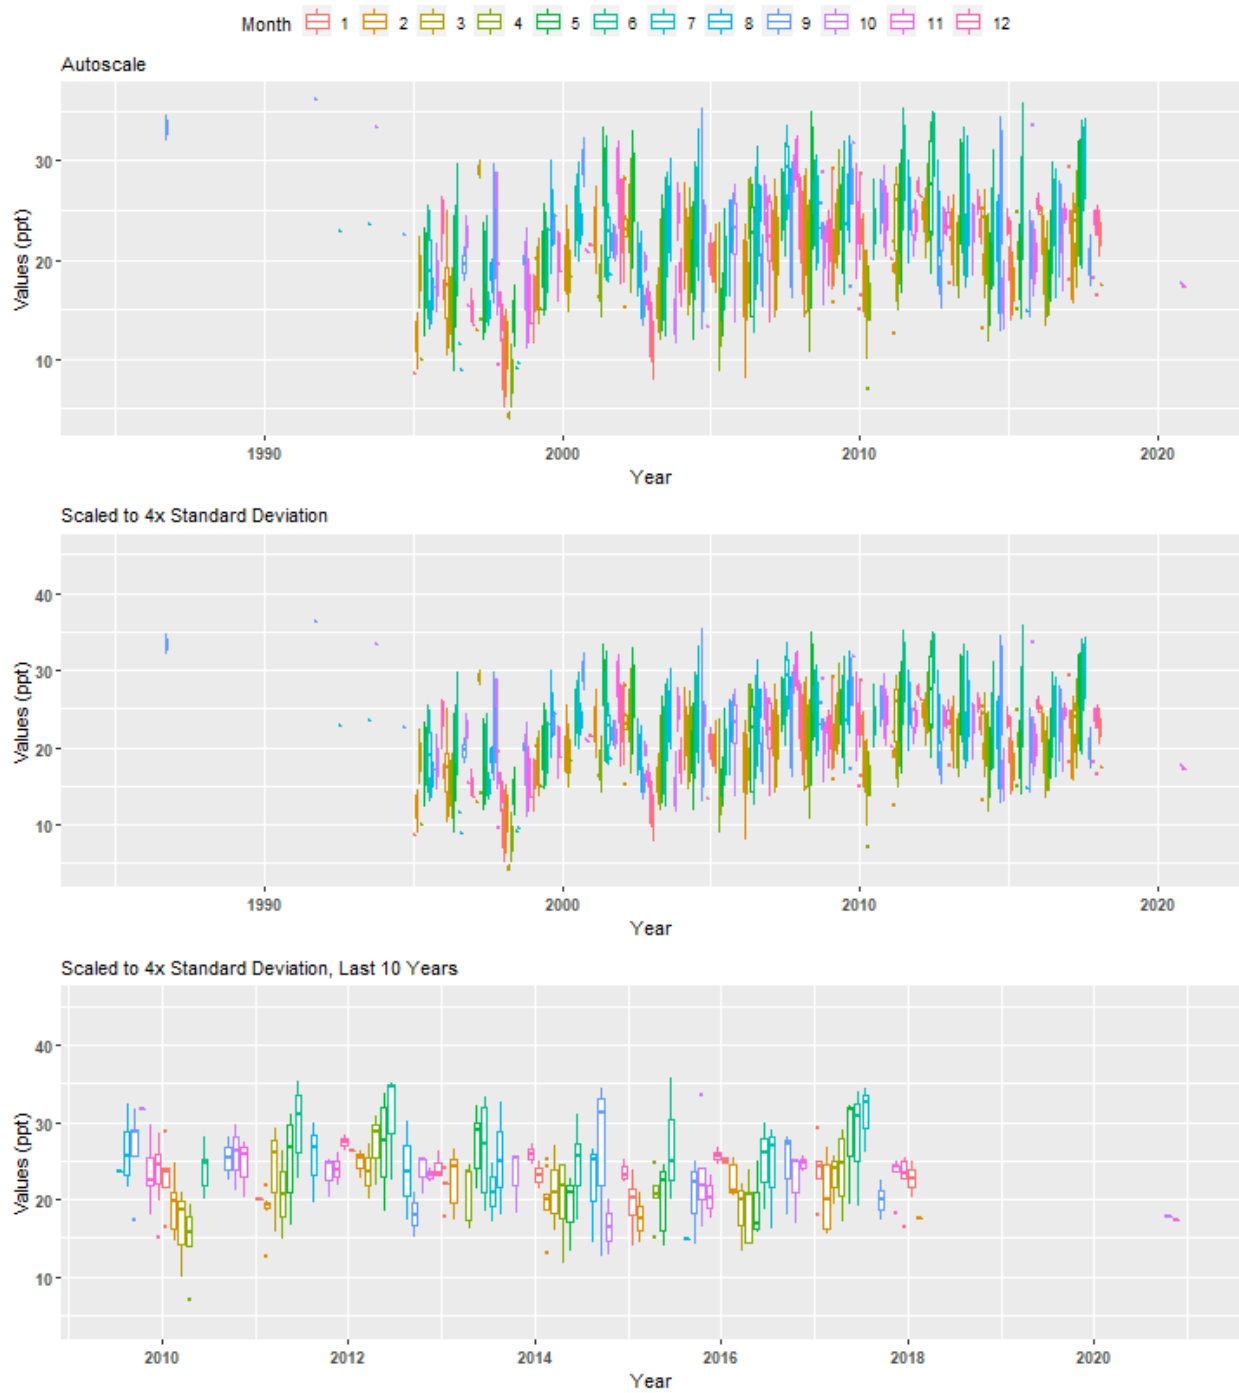 Month 1 2 3 4 5 6 7 8 9 10 11 12
Autoscale
Values (ppt)
30
20
10
1990 2000 2010 2020
Year
Scaled to 4x Standard Deviation
Values (ppt)
40
30
20
10
1990 2000 2010 2020
Year
Scaled to 4x Standard Deviation, Last 10 Years
Values (ppt)
40
30
20
10
2010 2012 2014 2016 2018 2020
Year